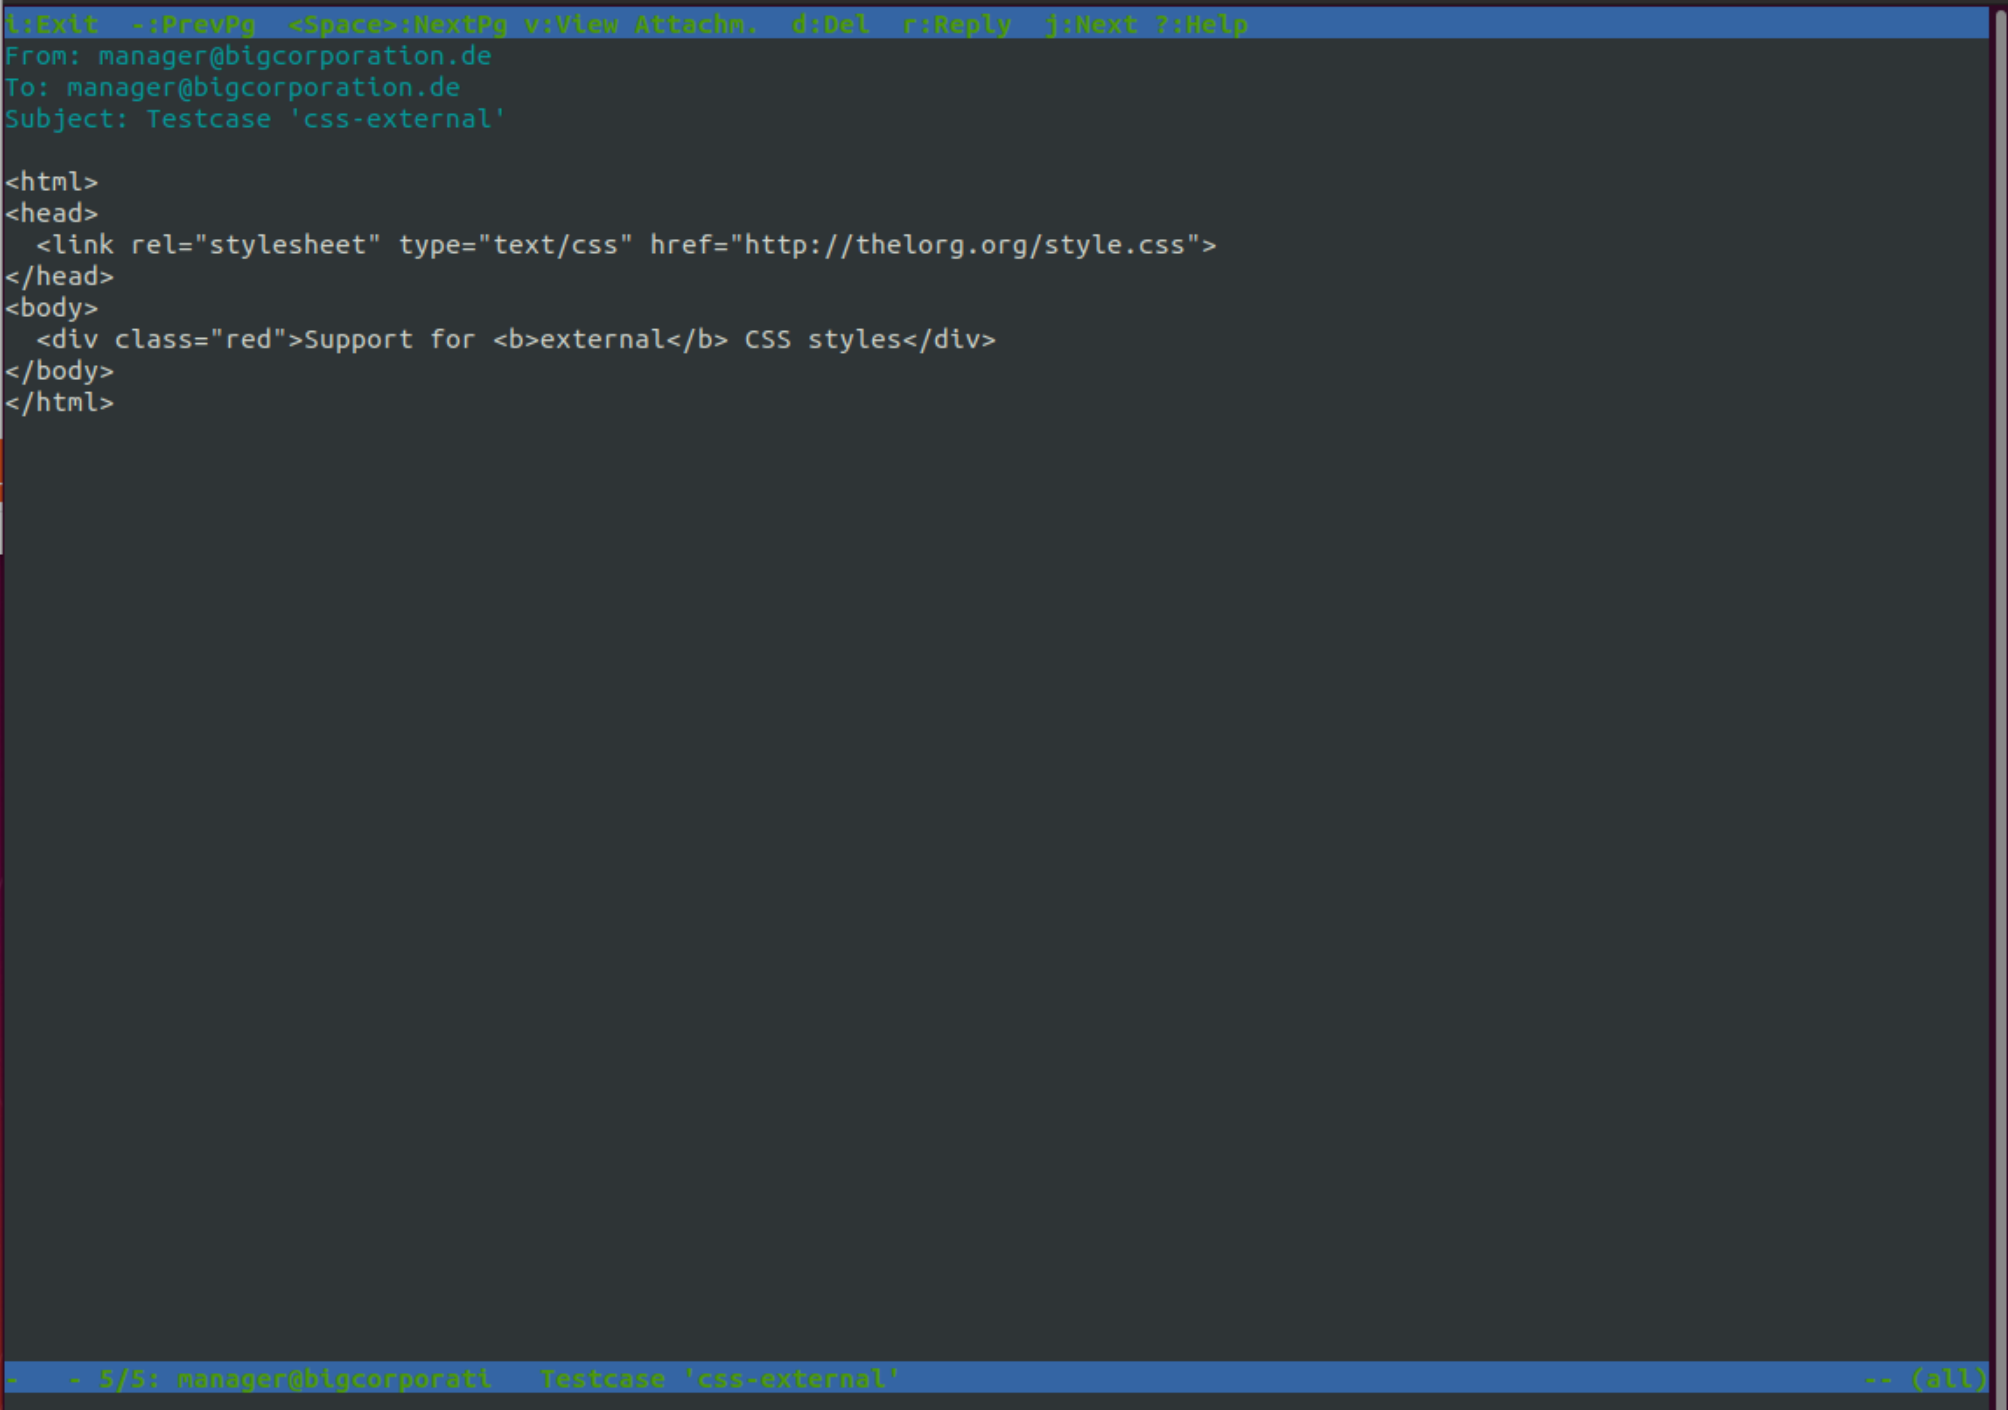 i:Exit  -:PrevPg  <Space>:NextPg v:View Attachm.  d:Del  r:Reply  j:Next ?:Help
From: manager@bigcorporation.de
To: manager@bigcorporation.de
Subject: Testcase 'css-external'

<html>
<head>
  <link rel="stylesheet" type="text/css" href="http://thelorg.org/style.css">
</head>
<body>
  <div class="red">Support for <b>external</b> CSS styles</div>
</body>
</html>
-   - 5/5: manager@bigcorporati   Testcase 'css-external'   -- (all)